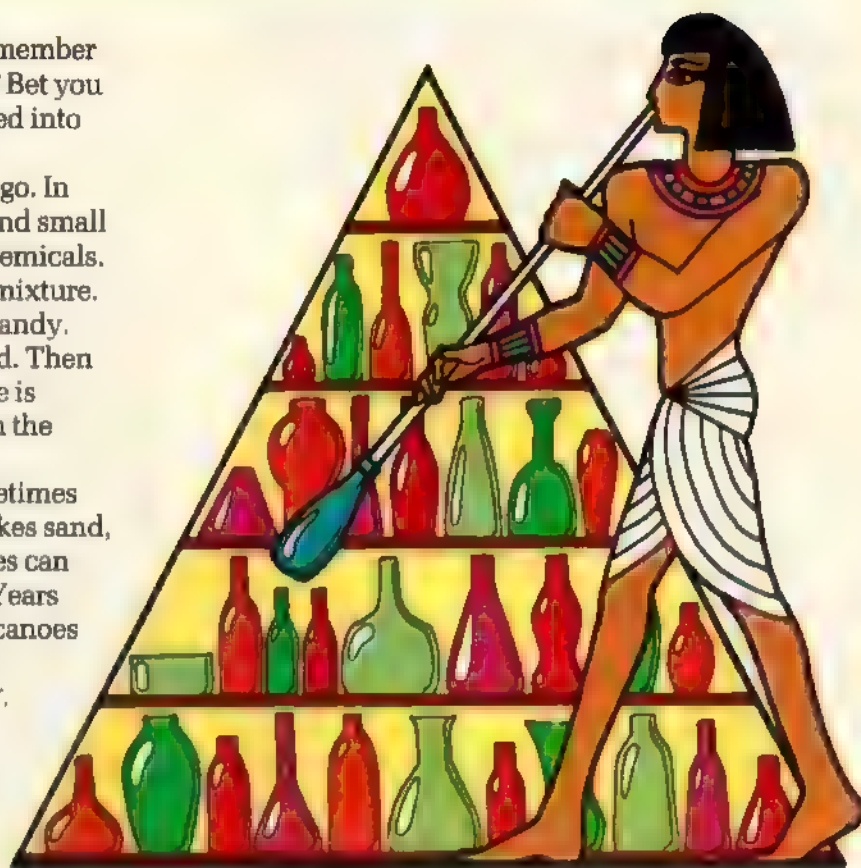 member
Bet you
ed into
go. In
nd small
emicals.
mixture.
andy.
d. Then
e is
n the
etimes
kes sand,
es can
Years
canoes
.